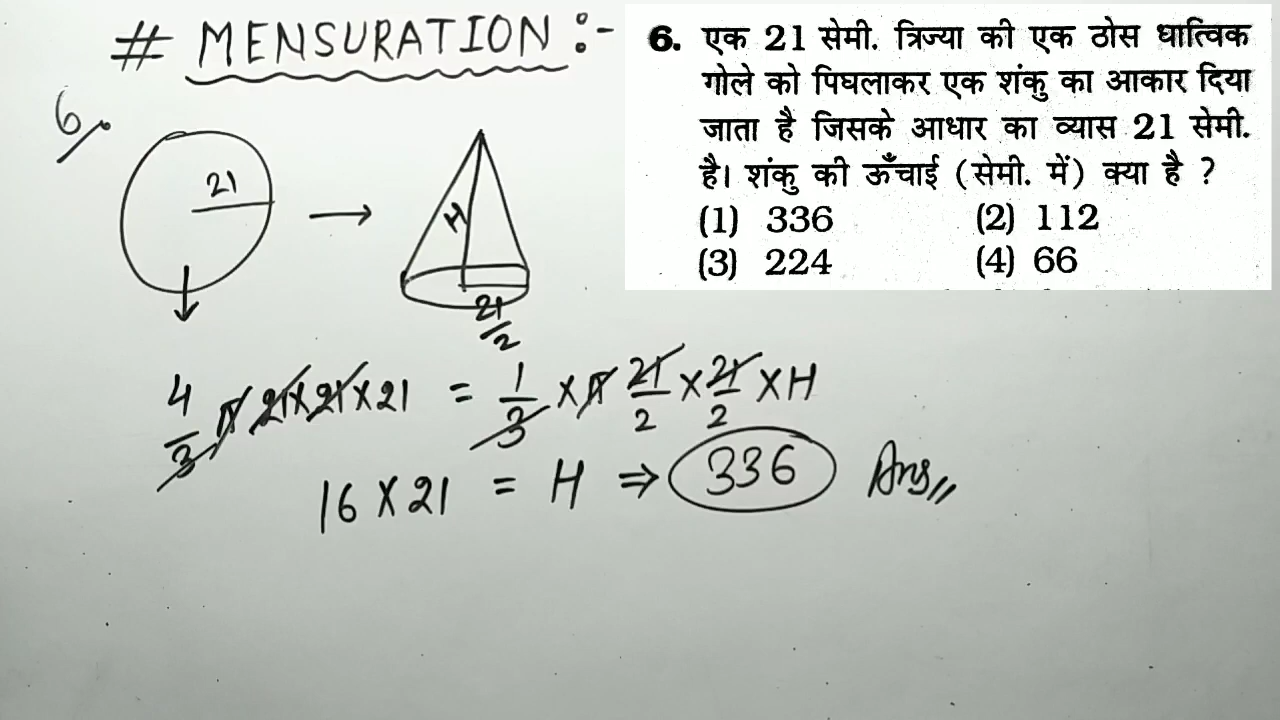 # MENSURATION :-
6. एक 21 सेमी. त्रिज्या की एक ठोस धात्विक
गोले को पिघलाकर एक शंकु का आकार दिया
जाता है जिसके आधार का व्यास 21 सेमी.
है। शंकु की ऊँचाई (सेमी. में) क्या है ?
(1) 336 (2) 112
(3) 224 (4) 66
6.
21
H
21/2
4/3 π 21×21×21 = 1/3 × π 21/2 × 21/2 × H
16 × 21 = H ⇒ 336 Ans,,